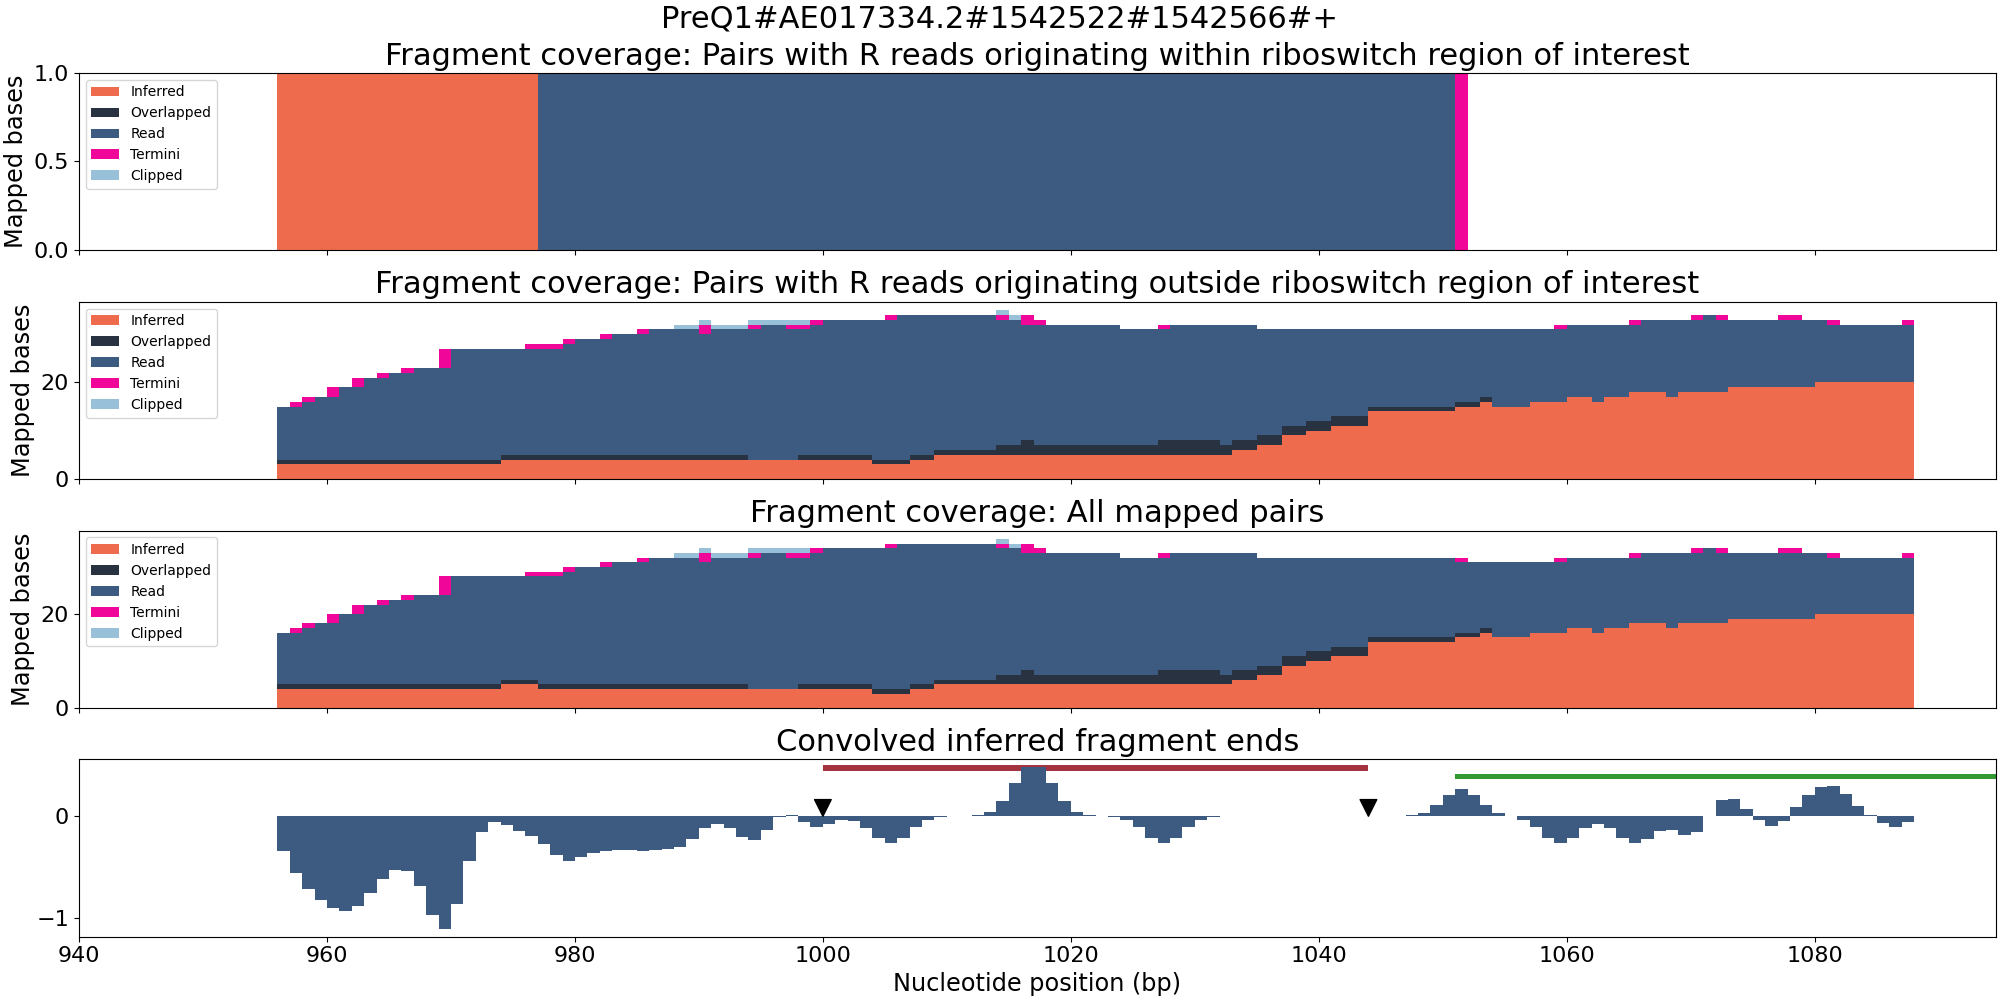 PreQ1#AE017334.2#1542522#1542566#+
Fragment coverage: Pairs with R reads originating within riboswitch region of interest
Mapped bases
1.0
0.5
0.0
Inferred
Overlapped
Read
Termini
Clipped
Fragment coverage: Pairs with R reads originating outside riboswitch region of interest
Mapped bases
20
0
Inferred
Overlapped
Read
Termini
Clipped
Fragment coverage: All mapped pairs
Mapped bases
20
0
Inferred
Overlapped
Read
Termini
Clipped
Convolved inferred fragment ends
0
−1
940 960 980 1000 1020 1040 1060 1080
Nucleotide position (bp)